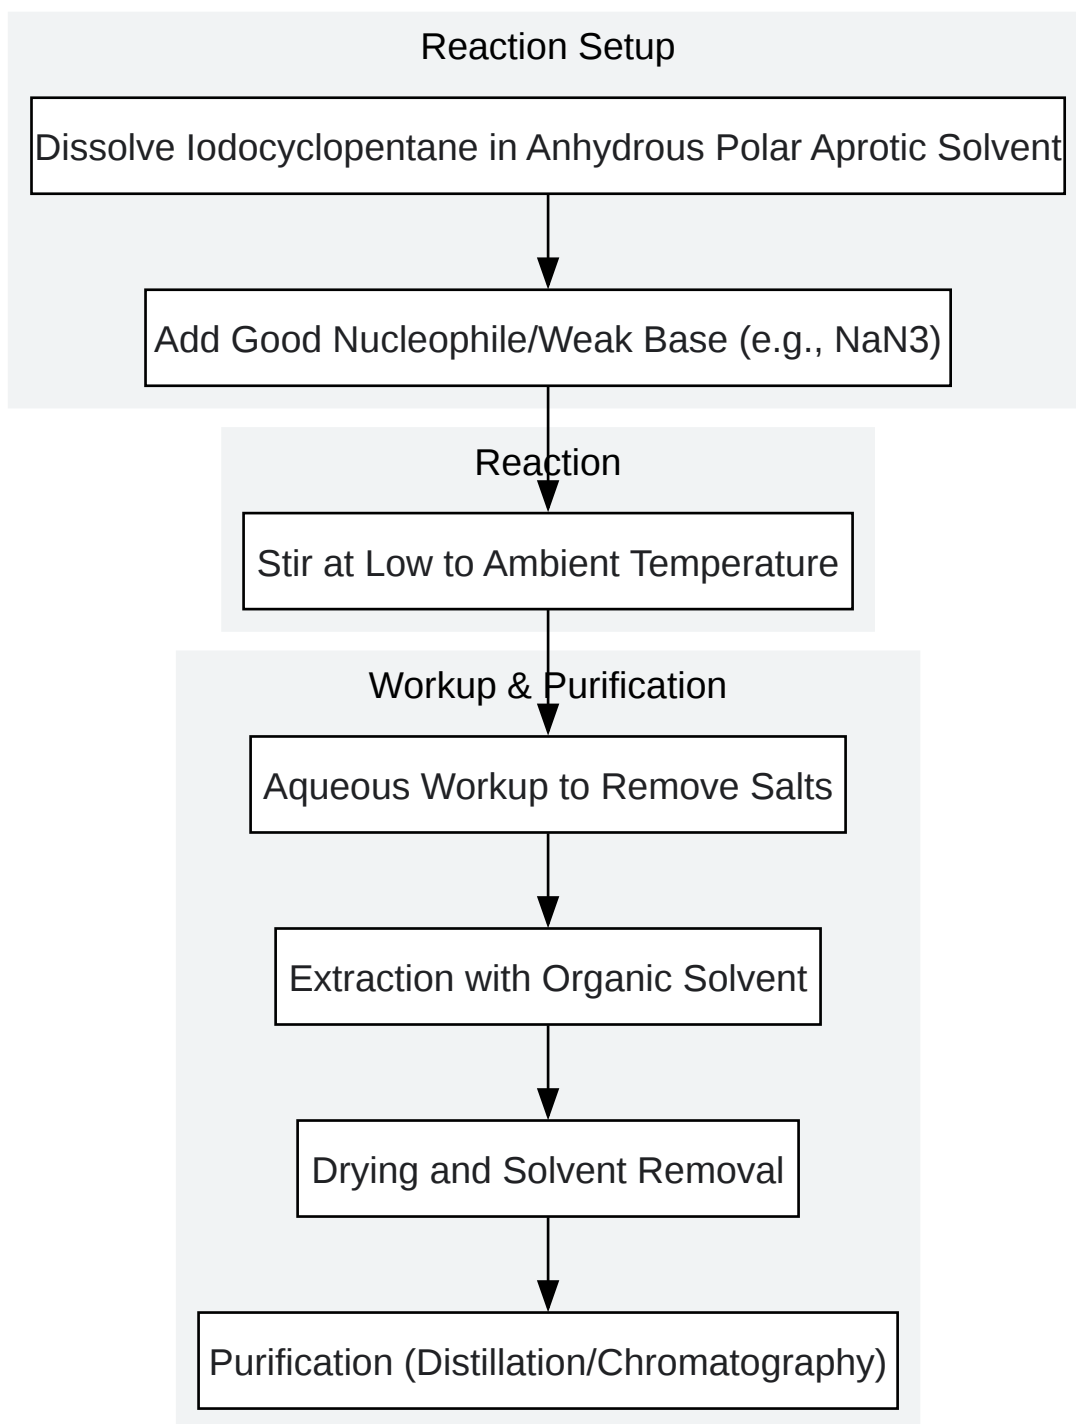 Reaction Setup
Dissolve Iodocyclopentane in Anhydrous Polar Aprotic Solvent
Add Good Nucleophile/Weak Base (e.g., NaN3)
Reaction
Stir at Low to Ambient Temperature
Workup & Purification
Aqueous Workup to Remove Salts
Extraction with Organic Solvent
Drying and Solvent Removal
Purification (Distillation/Chromatography)